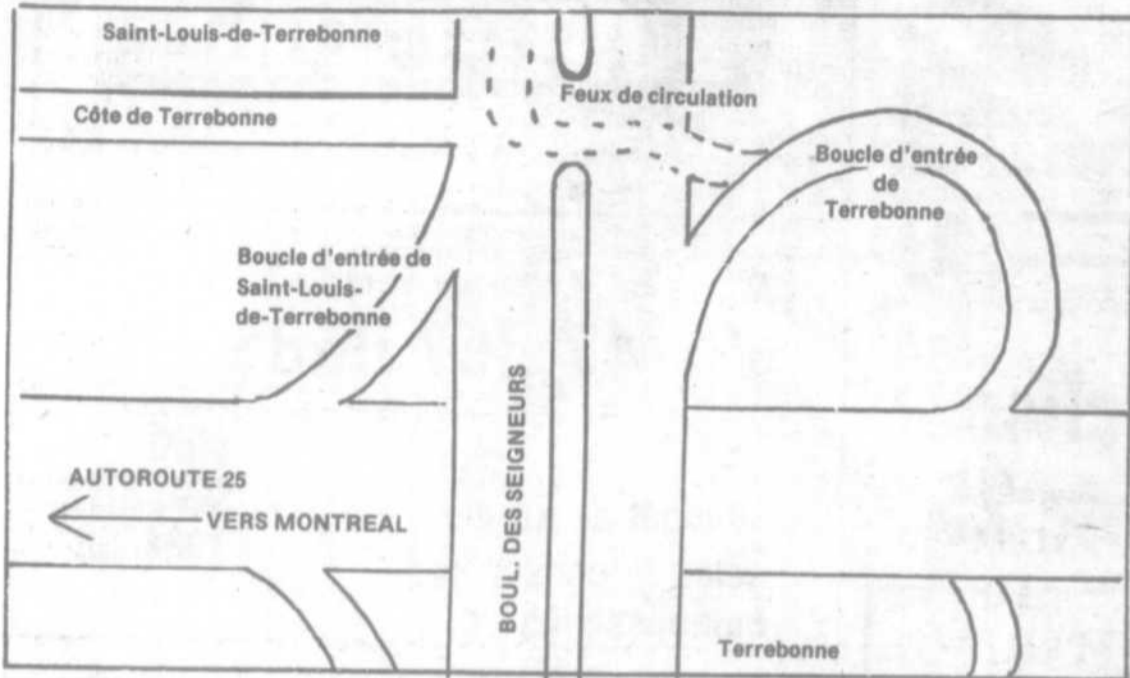 Saint-Louis-de-Terrebonne
Côte de Terrebonne
Feux de circulation
Boucle d'entrée
de
Terrebonne
Boucle d'entrée de
Saint-Louis-
de-Terrebonne
BOUL. DES SEIGNEURS
AUTOROUTE 25
VERS MONTREAL
Terrebonne